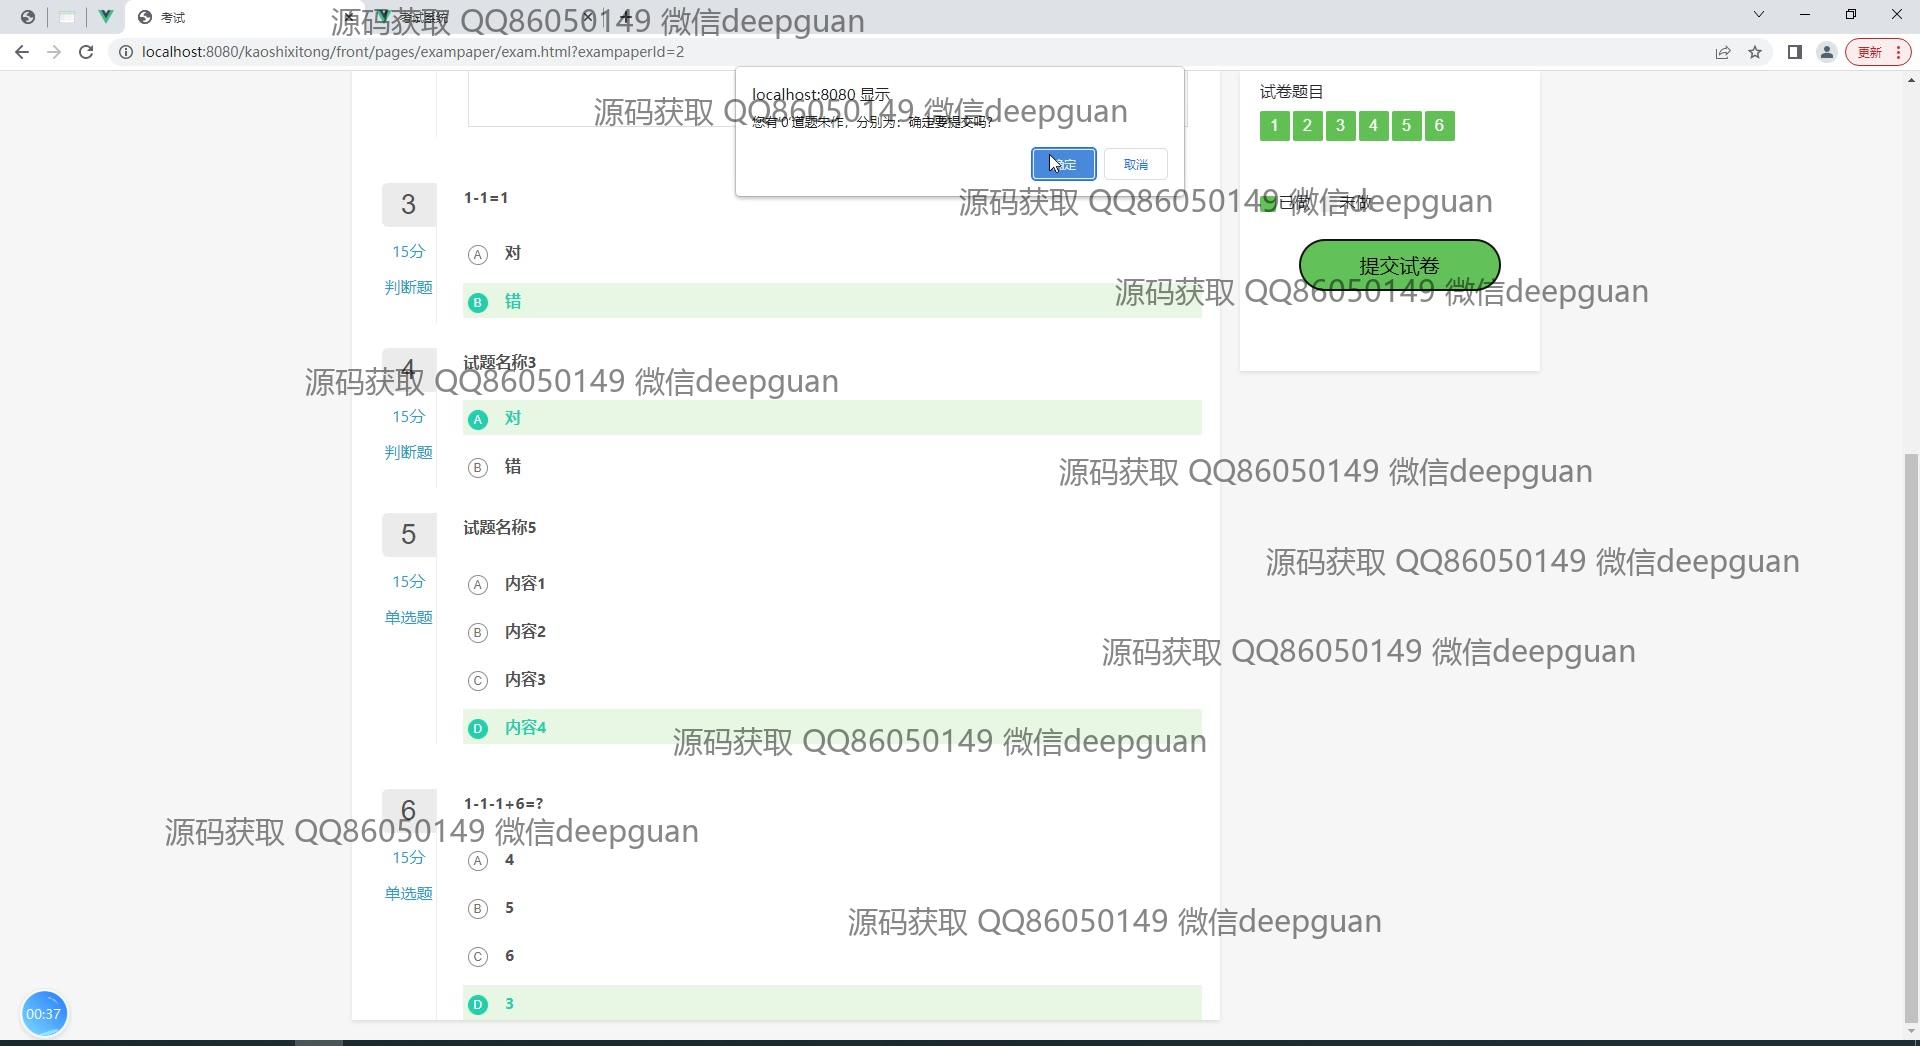 考试
考试系统
源码获取 QQ86050149 微信deepguan
localhost:8080/kaoshixitong/front/pages/exampaper/exam.html?exampaperId=2
更新
localhost:8080 显示
源码获取 QQ86050149 微信deepguan
您有 0 道题未作，分别为：确定要提交吗？
确定
取消
试卷题目
1 2 3 4 5 6
源码获取 QQ86050149 微信deepguan
已做
未做
提交试卷
源码获取 QQ86050149 微信deepguan
3
1-1=1
15分
判断题
A 对
B 错
4
试题名称3
源码获取 QQ86050149 微信deepguan
15分
判断题
A 对
B 错
源码获取 QQ86050149 微信deepguan
5
试题名称5
源码获取 QQ86050149 微信deepguan
15分
单选题
A 内容1
B 内容2
源码获取 QQ86050149 微信deepguan
C 内容3
D 内容4
源码获取 QQ86050149 微信deepguan
6
1-1-1+6=?
源码获取 QQ86050149 微信deepguan
15分
单选题
A 4
B 5
源码获取 QQ86050149 微信deepguan
C 6
D 3
00:37